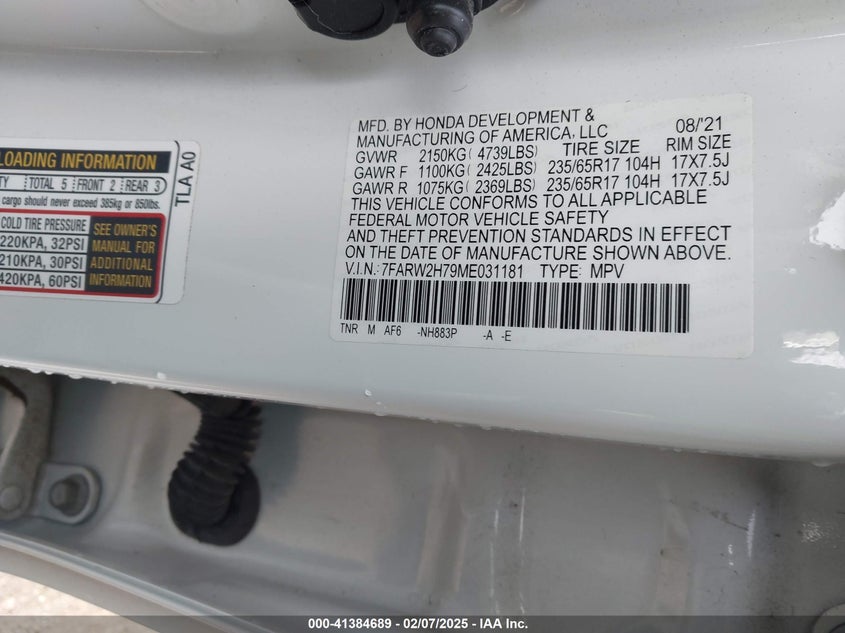 MFD. BY HONDA DEVELOPMENT & 08/'21
MANUFACTURING OF AMERICA, LLC
GVWR 2150KG ( 4739LBS) TIRE SIZE RIM SIZE
GAWR F 1100KG ( 2425LBS) 235/65R17 104H 17X7.5J
GAWR R 1075KG ( 2369LBS) 235/65R17 104H 17X7.5J
THIS VEHICLE CONFORMS TO ALL APPLICABLE
FEDERAL MOTOR VEHICLE SAFETY
AND THEFT PREVENTION STANDARDS IN EFFECT
ON THE DATE OF MANUFACTURE SHOWN ABOVE.
V.I.N.: 7FARW2H79ME031181 TYPE: MPV
TNR M AF6 -NH883P -A -E
LOADING INFORMATION
TOTAL 5 FRONT 2 REAR 3
cargo should never exceed 385kg or 850lbs.
COLD TIRE PRESSURE
220KPA, 32PSI
210KPA, 30PSI
420KPA, 60PSI
SEE OWNER'S
MANUAL FOR
ADDITIONAL
INFORMATION
TLA A0
000-41384689 - 02/07/2025 - IAA Inc.